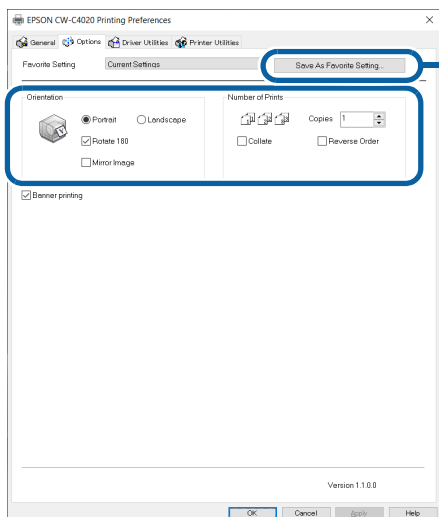 EPSON CW-C4020 Printing Preferences
General Options Driver Utilities Printer Utilities
Favorite Setting Current Settings Save As Favorite Setting...
Orientation Number of Prints
Portrait Landscape Copies 1
Rotate 180 Collate Reverse Order
Mirror Image
Banner printing
Version 1.1.0.0
OK Cancel Apply Help